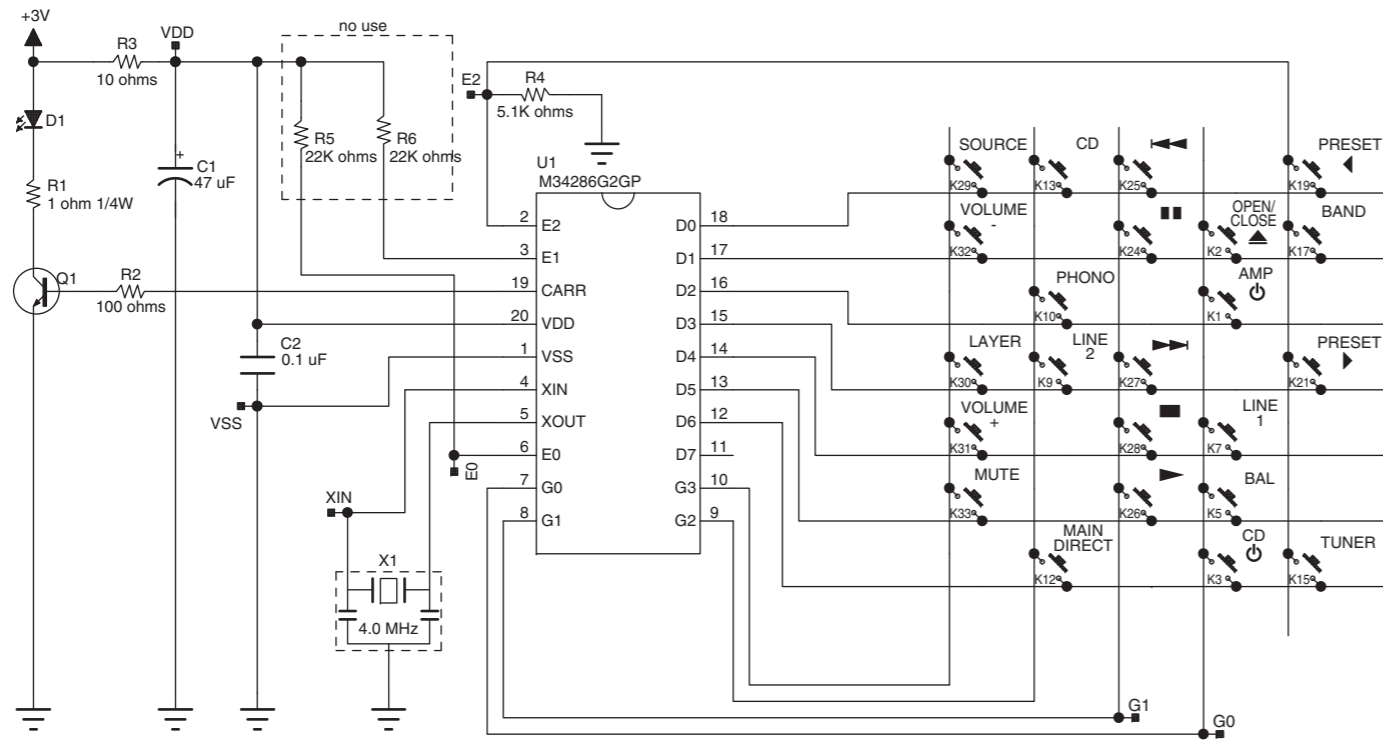 +3V
R3
10 ohms
VDD
no use
D1
R1
1 ohm 1/4W
+
C1
47 uF
R5
22K ohms
R6
22K ohms
E2
R4
5.1K ohms
Q1
R2
100 ohms
C2
0.1 uF
VSS
E0
XIN
X1
4.0 MHz
U1
M34286G2GP
2 E2 D0 18
3 E1 D1 17
19 CARR D2 16
20 VDD D3 15
1 VSS D4 14
4 XIN D5 13
5 XOUT D6 12
6 E0 D7 11
7 G0 G3 10
8 G1 G2 9
SOURCE
CD
PRESET
K29
K13
K25
K19
VOLUME
-
OPEN/
CLOSE
BAND
K32
K24
K2
K17
PHONO
AMP
K10
K1
LAYER
LINE
2
PRESET
K30
K9
K27
K21
VOLUME
+
LINE
1
K31
K28
K7
MUTE
BAL
K33
K26
K5
MAIN
DIRECT
CD
TUNER
K12
K3
K15
G1
G0